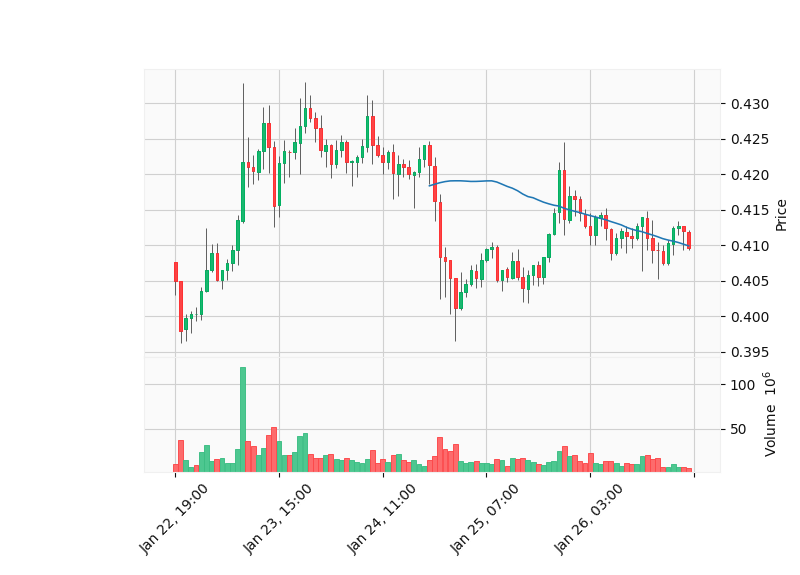 0.430
0.425
0.420
0.415
0.410
0.405
0.400
0.395
Price
100
50
Volume 10⁶
Jan 22, 19:00
Jan 23, 15:00
Jan 24, 11:00
Jan 25, 07:00
Jan 26, 03:00